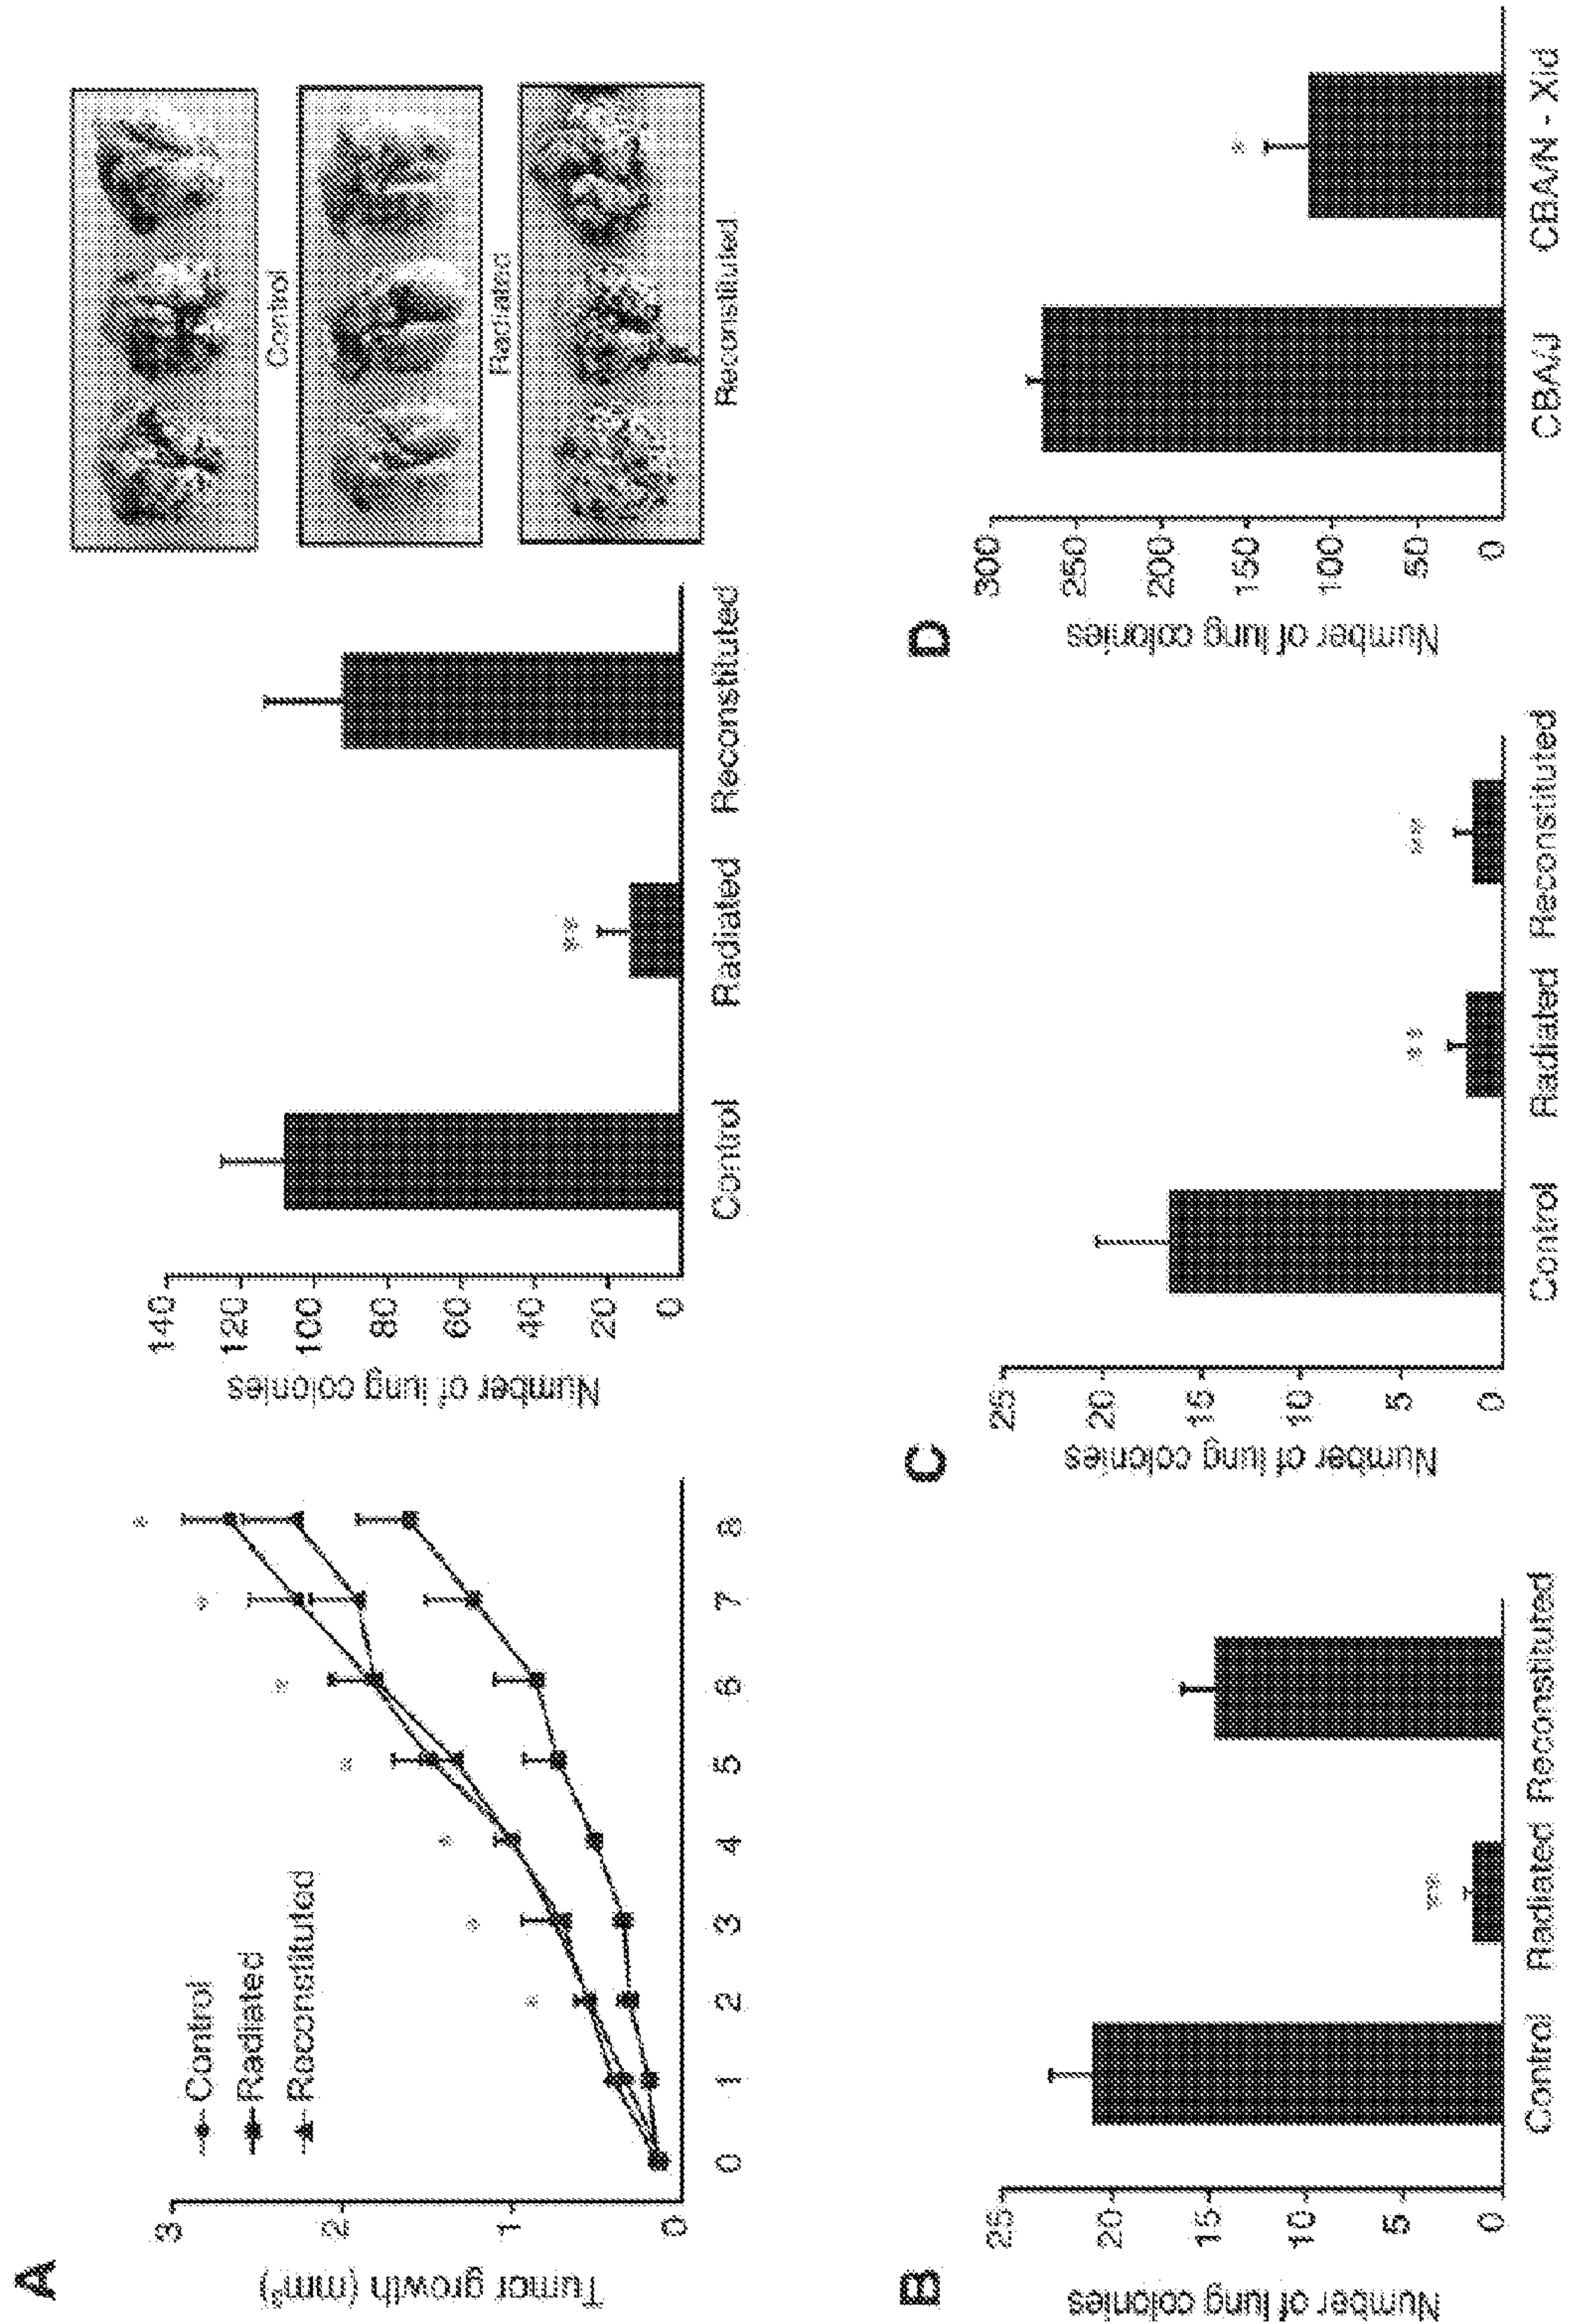 A
Tumor growth (mm³)
3
2
1
0
Control
Radiated
Reconstituted
*
*
*
*
*
*
*
0 1 2 3 4 5 6 7 8
Number of lung colonies
140
120
100
80
60
40
20
0
**
Control Radiated Reconstituted
Control
Radiated
Reconstituted
B
Number of lung colonies
25
20
15
10
5
0
**
Control Radiated Reconstituted
C
Number of lung colonies
25
20
15
10
5
0
**
**
Control Radiated Reconstituted
D
Number of lung colonies
300
250
200
150
100
50
0
*
CBA/J CBA/N - Xid